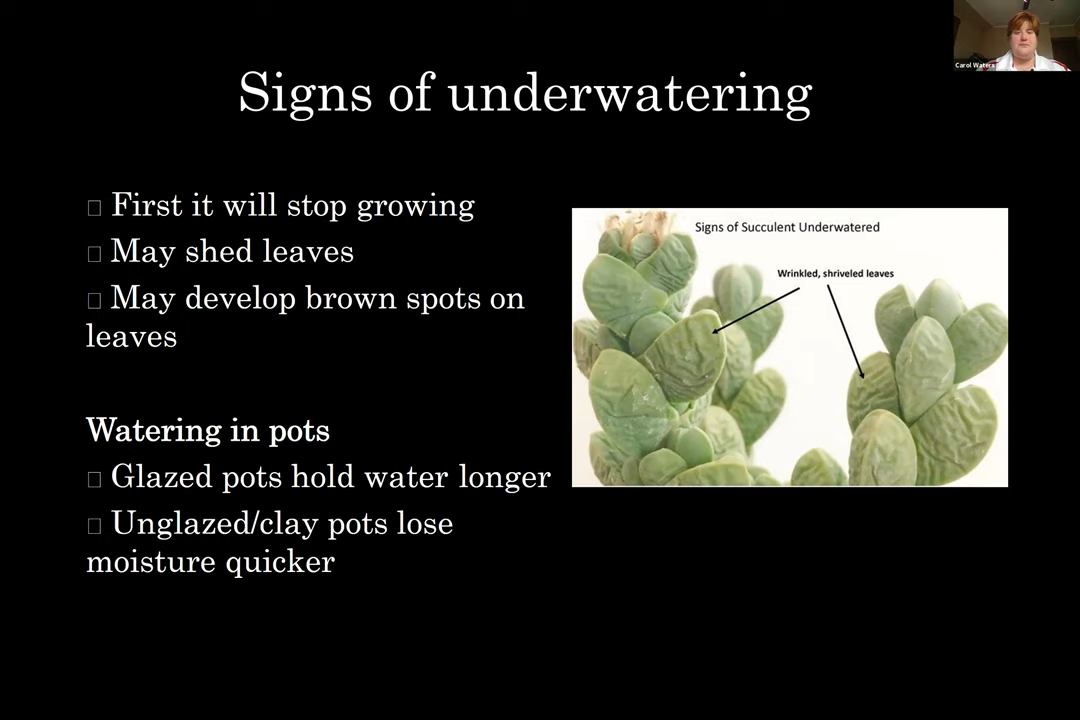 Carol Waters
Signs of underwatering
□ First it will stop growing
□ May shed leaves
□ May develop brown spots on
leaves
Watering in pots
□ Glazed pots hold water longer
□ Unglazed/clay pots lose
moisture quicker
Signs of Succulent Underwatered
Wrinkled, shriveled leaves